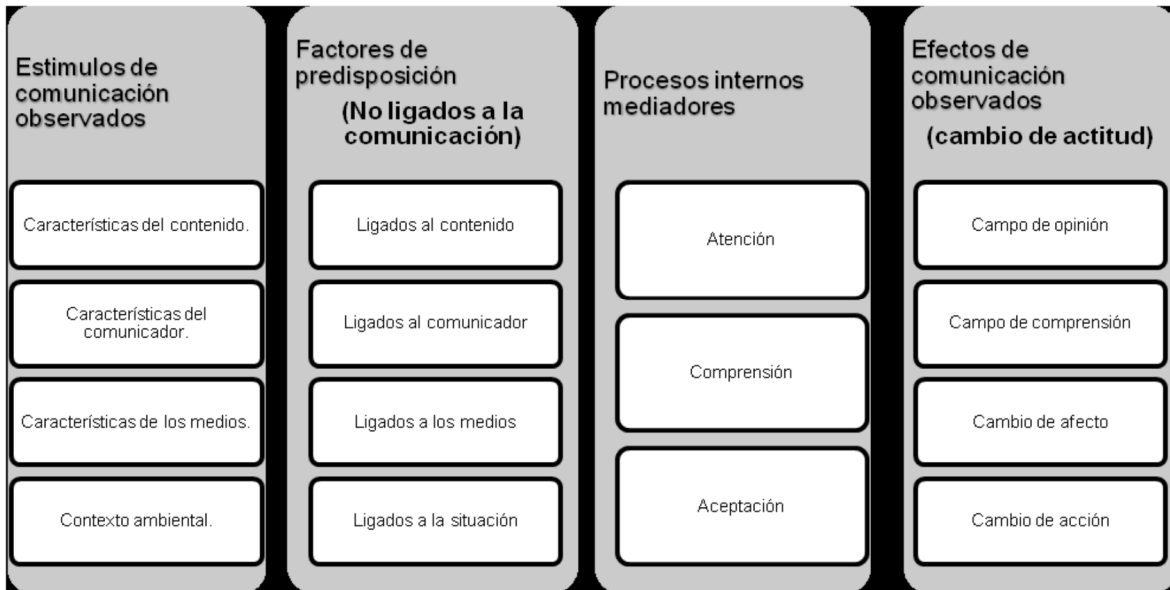 Estimulos de
comunicación
observados
Característícas del contenido.
Característícas del
comunicador.
Característícas de los medios.
Contexto ambiental.
Factores de
predisposición
(No ligados a la
comunicación)
Ligados al contenido
Ligados al comunicador
Ligados a los medios
Ligados a la situación
Procesos internos
mediadores
Atención
Comprensión
Aceptación
Efectos de
comunicación
observados
(cambio de actitud)
Campo de opinión
Campo de comprensión
Cambio de afecto
Cambio de acción